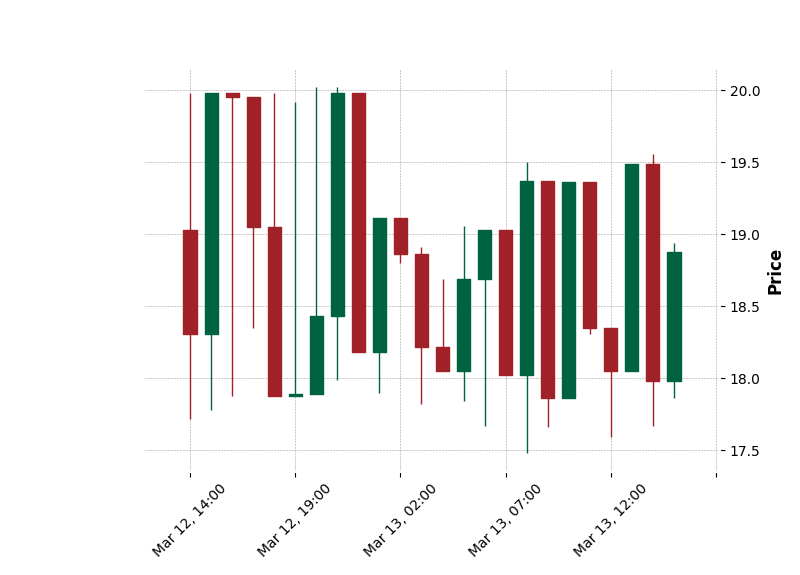 20.0
19.5
19.0
18.5
18.0
17.5
Price
Mar 12, 14:00
Mar 12, 19:00
Mar 13, 02:00
Mar 13, 07:00
Mar 13, 12:00